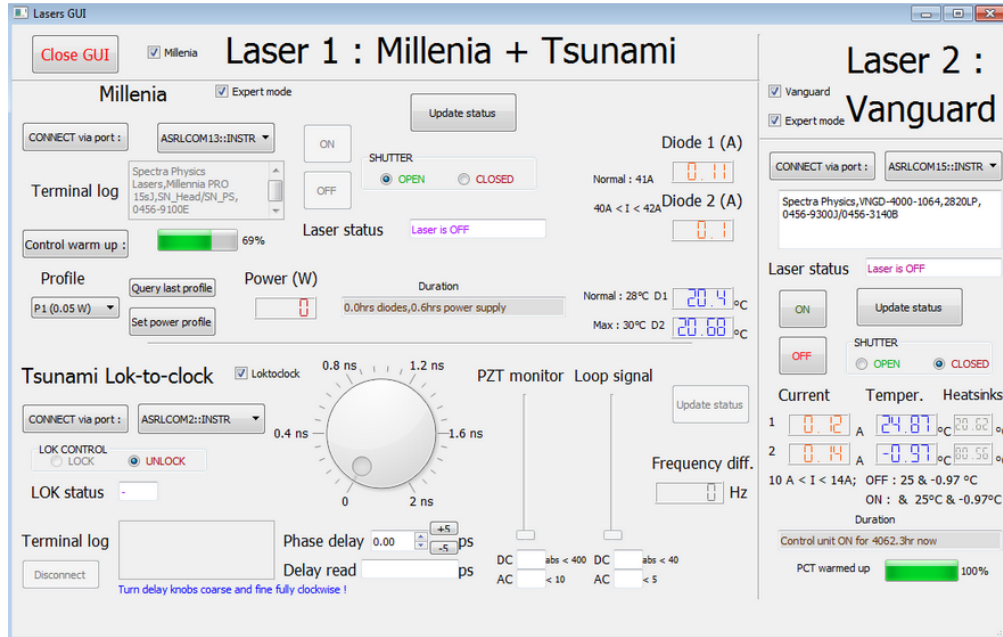 Lasers GUI
Close GUI
Millenia
Laser 1 : Millenia + Tsunami
Millenia
Expert mode
Update status
CONNECT via port :
ASRLCOM13::INSTR
ON
OFF
SHUTTER
OPEN
CLOSED
Diode 1 (A)
Normal : 41A
0.11
40A < I < 42A
Diode 2 (A)
0.1
Terminal log
Spectra Physics
Lasers,Millennia PRO
15sJ,SN_Head/SN_PS,
0456-9100E
Laser status
Laser is OFF
Control warm up :
69%
Profile
P1 (0.05 W)
Query last profile
Set power profile
Power (W)
0
Duration
0.0hrs diodes,0.6hrs power supply
Normal : 28°C D1
20.4 °C
Max : 30°C D2
20.68 °C
Tsunami Lok-to-clock
Loktoclock
CONNECT via port :
ASRLCOM2::INSTR
LOK CONTROL
LOCK
UNLOCK
LOK status
-
0.8 ns
1.2 ns
0.4 ns
1.6 ns
0
2 ns
PZT monitor
Loop signal
Update status
Frequency diff.
0 Hz
Terminal log
Disconnect
Phase delay 0.00 ps
+5
-5
Delay read ps
Turn delay knobs coarse and fine fully clockwise !
DC abs < 400
AC < 10
DC abs < 40
AC < 5
Laser 2 :
Vanguard
Vanguard
Expert mode
CONNECT via port :
ASRLCOM15::INSTR
Spectra Physics,VNGD-4000-1064,2820LP,
0456-9300J/0456-3140B
Laser status
Laser is OFF
ON
OFF
Update status
SHUTTER
OPEN
CLOSED
Current Temper. Heatsinks
1 0.12 A 24.87 °C 20.62
2 0.14 A -0.97 °C
10 A < I < 14A; OFF : 25 & -0.97 °C
ON : & 25°C & -0.97°C
Duration
Control unit ON for 4062.3hr now
PCT warmed up
100%